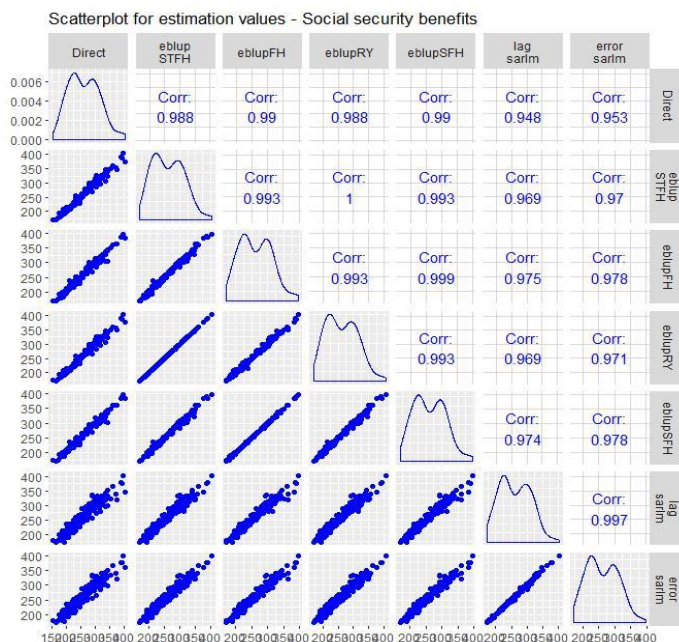 Scatterplot for estimation values - Social security benefits
Direct
eblup
STFH
eblupFH
eblupRY
eblupSFH
lag
sarlm
error
sarlm
0.006
0.004
0.002
0.000
Corr:
0.988
Corr:
0.99
Corr:
0.988
Corr:
0.99
Corr:
0.948
Corr:
0.953
Direct
400
350
300
250
200
Corr:
0.993
Corr:
1
Corr:
0.993
Corr:
0.969
Corr:
0.97
eblup
STFH
400
350
300
250
200
Corr:
0.993
Corr:
0.999
Corr:
0.975
Corr:
0.978
eblupFH
400
350
300
250
200
Corr:
0.993
Corr:
0.969
Corr:
0.971
eblupRY
400
350
300
250
200
Corr:
0.974
Corr:
0.978
eblupSFH
400
350
300
250
200
Corr:
0.997
lag
sarlm
400
350
300
250
200
error
sarlm